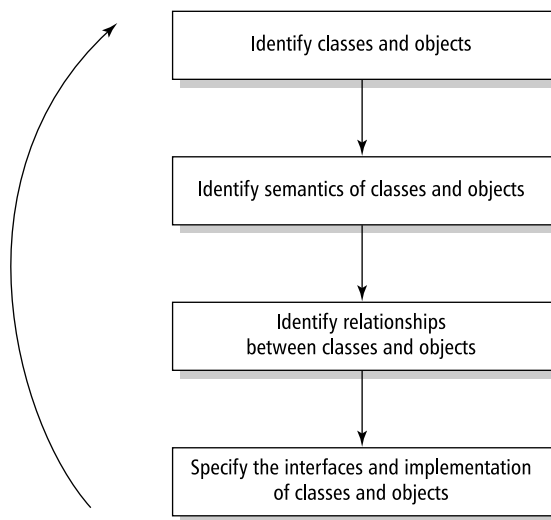 Identify classes and objects
Identify semantics of classes and objects
Identify relationships
between classes and objects
Specify the interfaces and implementation
of classes and objects